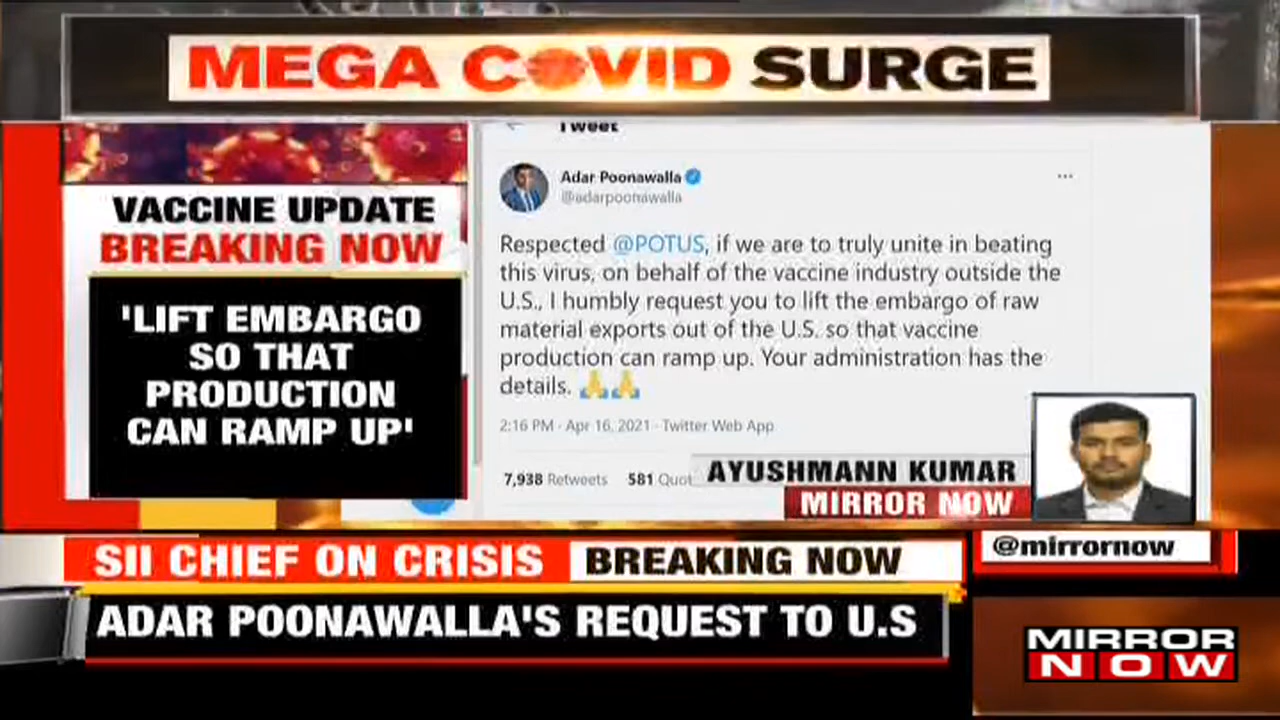 MEGA COVID SURGE
VACCINE UPDATE
BREAKING NOW
'LIFT EMBARGO
SO THAT
PRODUCTION
CAN RAMP UP'
Tweet
Adar Poonawalla
@adarpoonawalla
Respected @POTUS, if we are to truly unite in beating
this virus, on behalf of the vaccine industry outside the
U.S., I humbly request you to lift the embargo of raw
material exports out of the U.S. so that vaccine
production can ramp up. Your administration has the
details. 🙏🙏
2:16 PM · Apr 16, 2021 · Twitter Web App
7,938 Retweets 581 Quot
AYUSHMANN KUMAR
MIRROR NOW
SII CHIEF ON CRISIS BREAKING NOW
@mirrornow
ADAR POONAWALLA'S REQUEST TO U.S
MIRROR
NOW